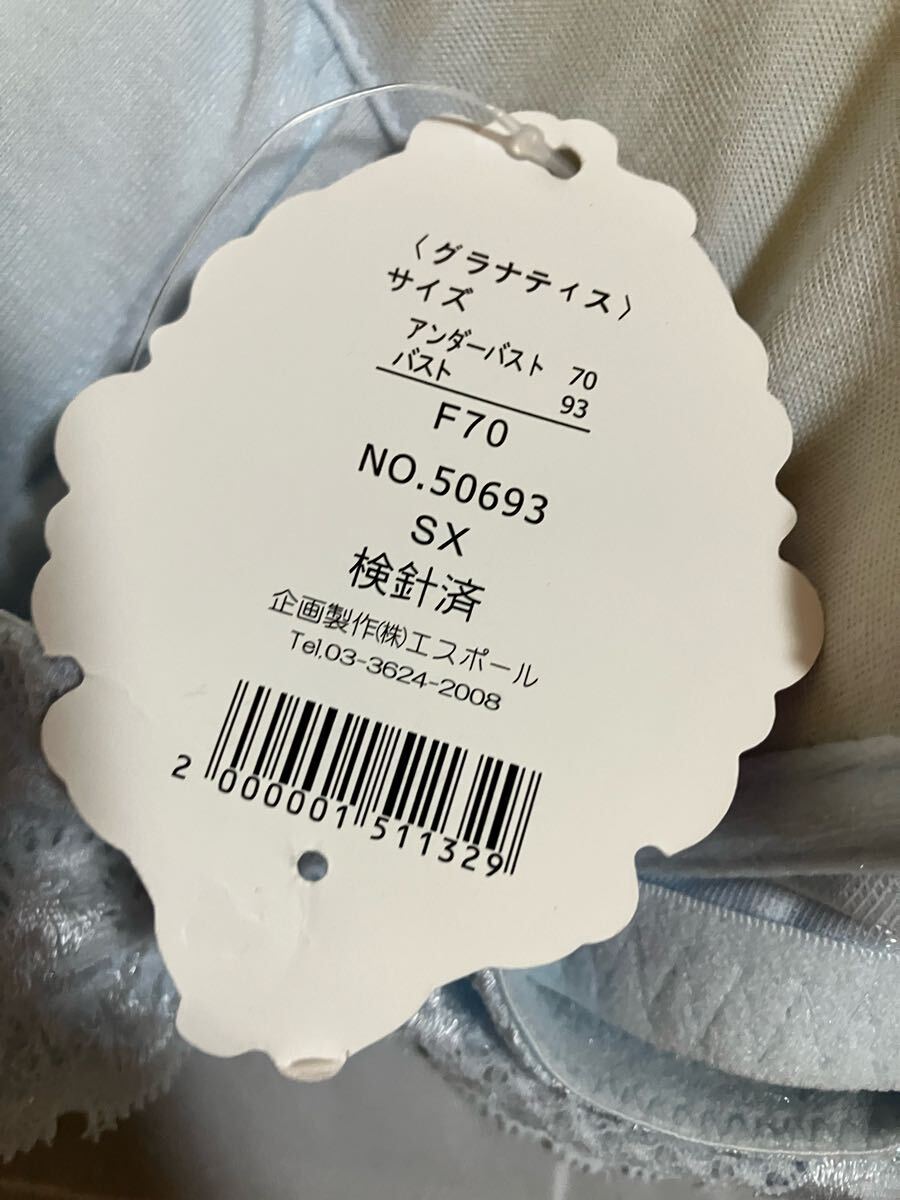 〈グラナティス〉
サイズ
アンダーバスト 70
バスト 93
F70
NO.50693
SX
検針済
企画製作㈱エスポール
Tel.03-3624-2008
2 000001 511329